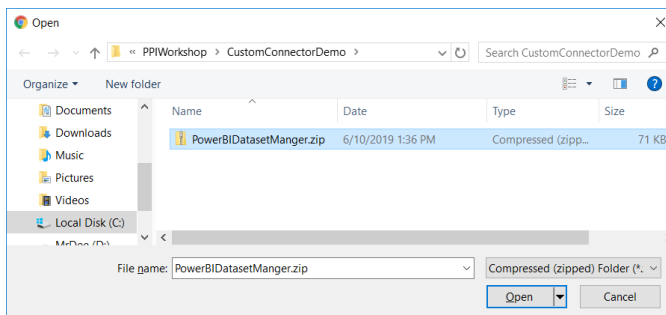 Open
« PPIWorkshop > CustomConnectorDemo >
Search CustomConnectorDemo
Organize
New folder
?
Name
Date
Type
Size
Documents
Downloads
Music
Pictures
Videos
Local Disk (C:)
PowerBIDatasetManger.zip 6/10/2019 1:36 PM Compressed (zipp... 71 KB
File name: PowerBIDatasetManger.zip
Compressed (zipped) Folder (*.
Open
Cancel